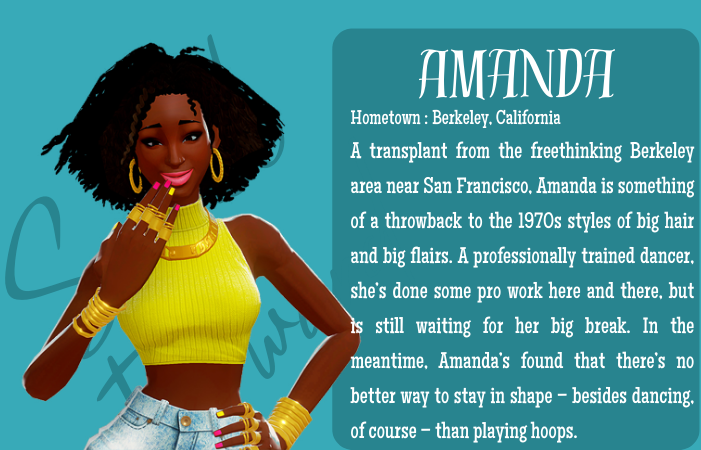 AMANDA
Hometown : Berkeley, California
A transplant from the freethinking Berkeley
area near San Francisco, Amanda is something
of a throwback to the 1970s styles of big hair
and big flairs. A professionally trained dancer,
she's done some pro work here and there, but
is still waiting for her big break. In the
meantime, Amanda's found that there's no
better way to stay in shape – besides dancing,
of course – than playing hoops.